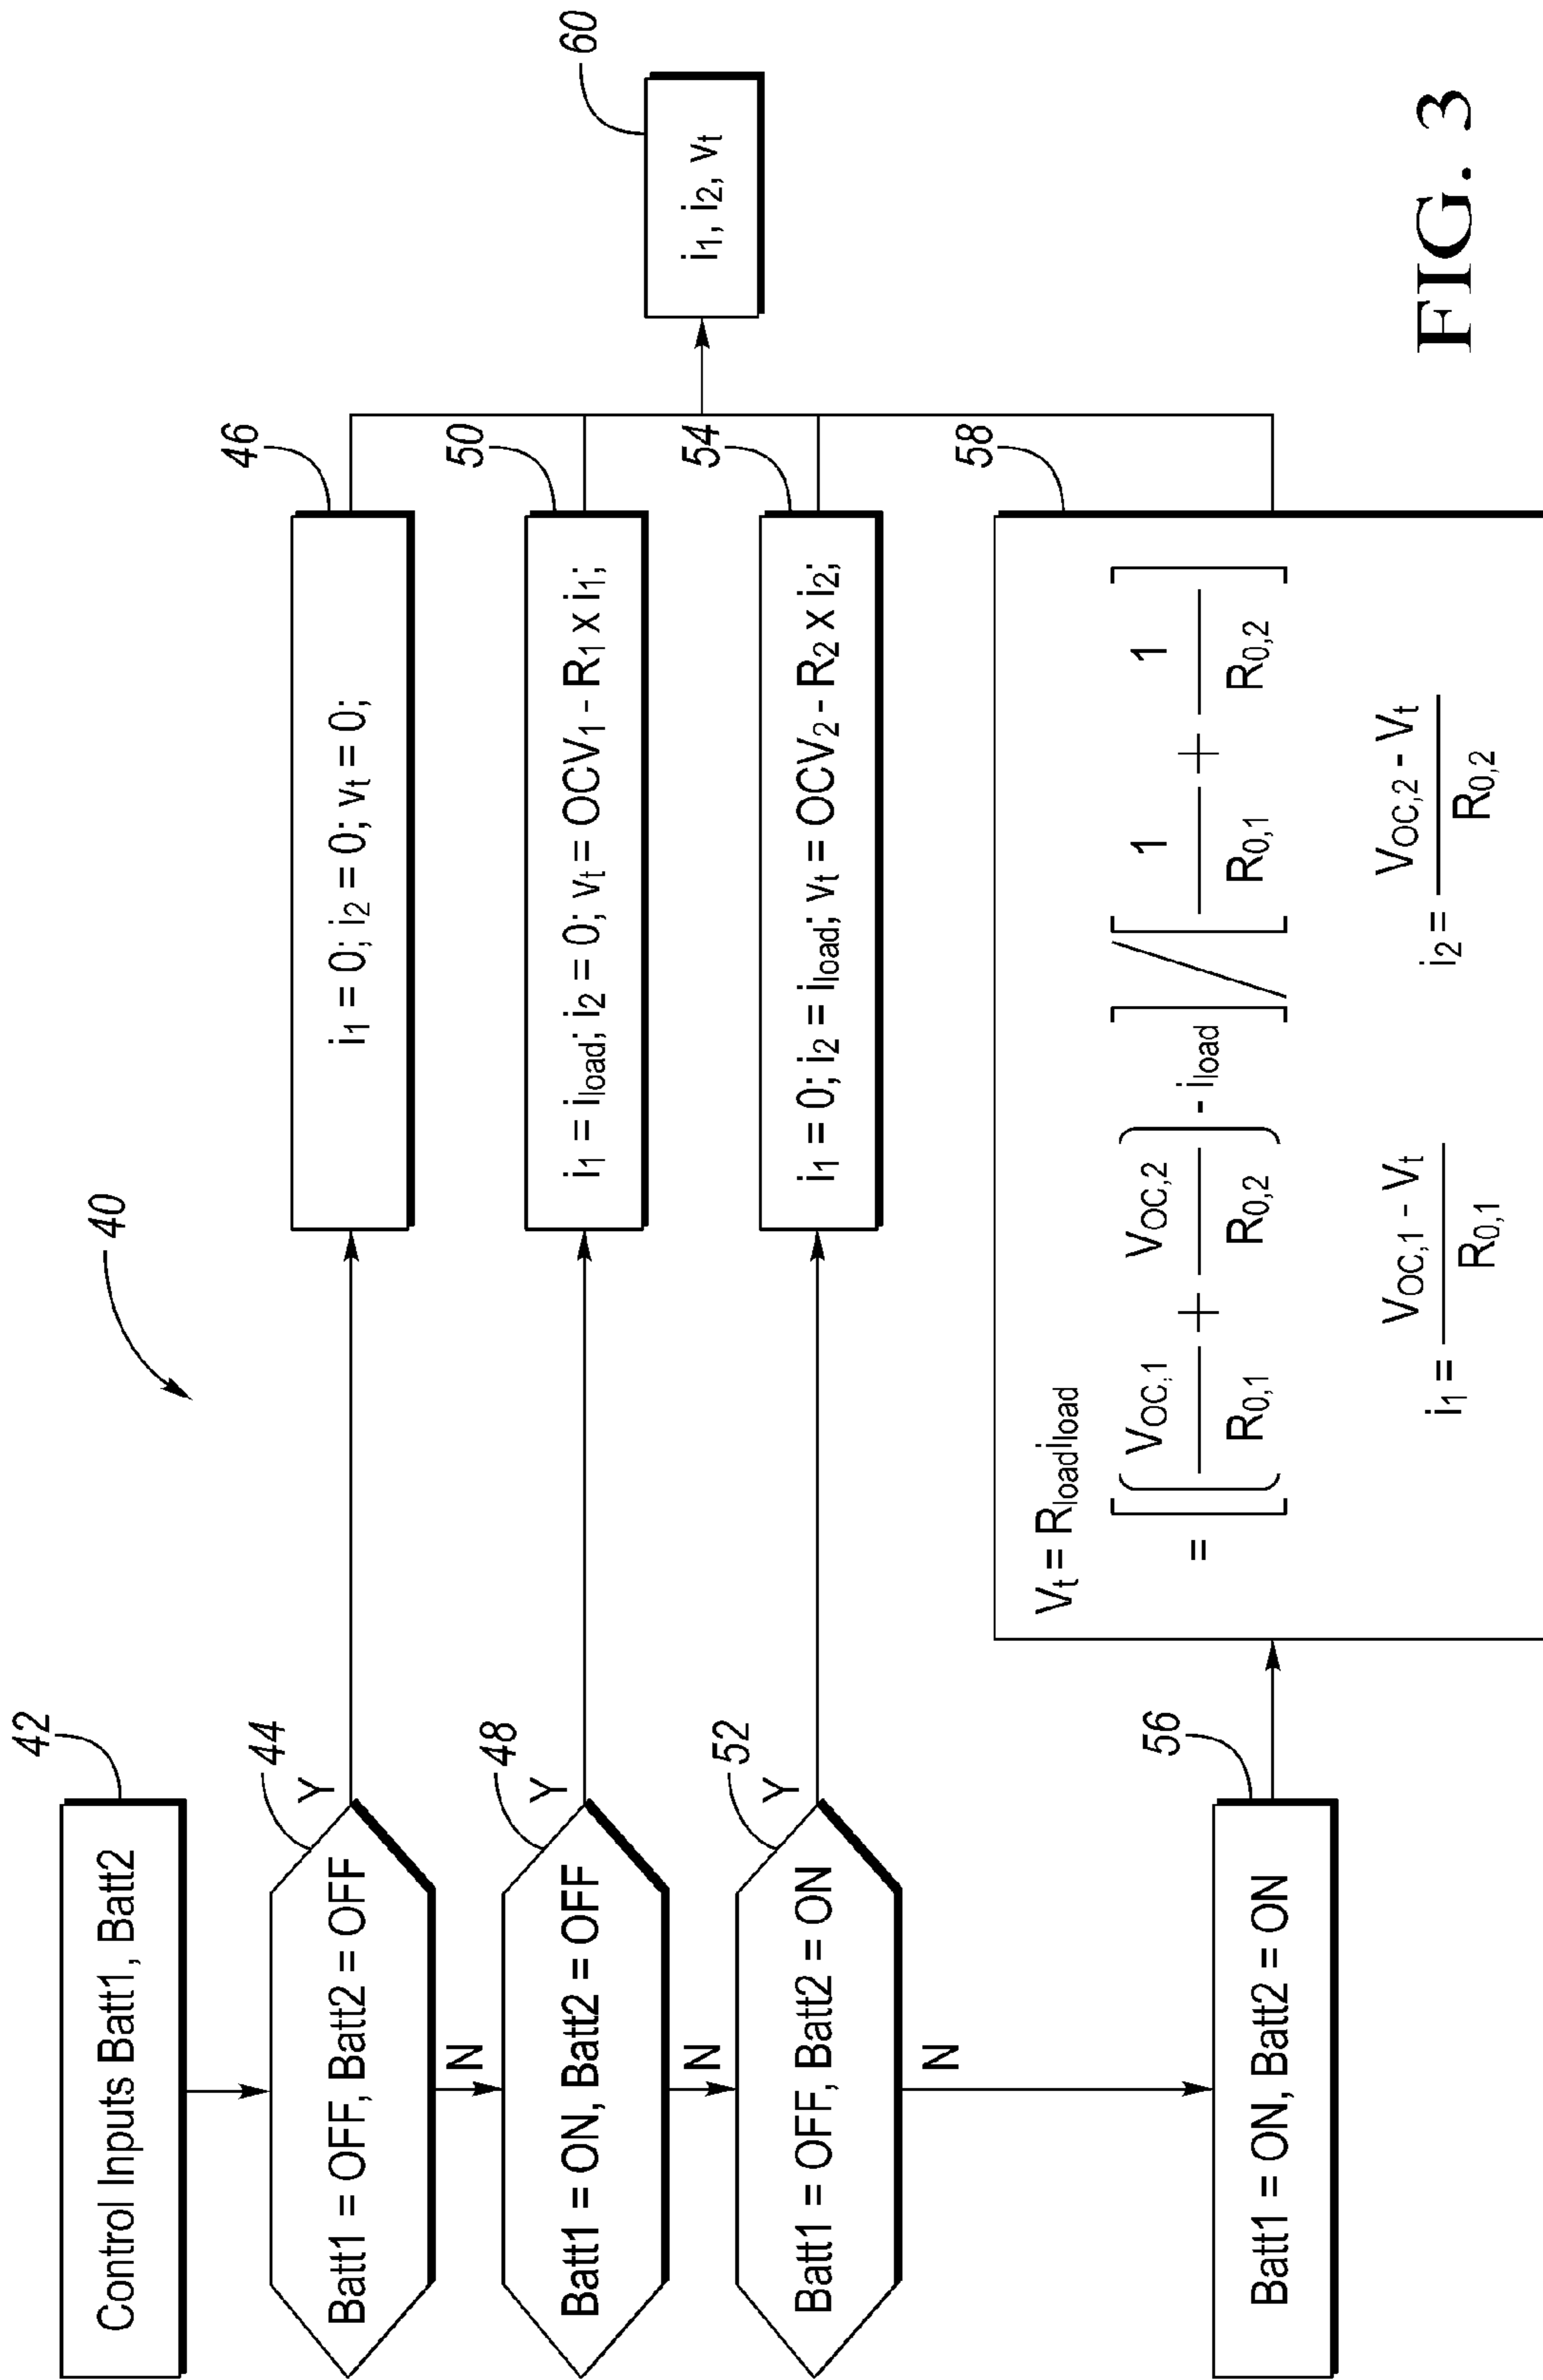 40
42
Control Inputs Batt1, Batt2
44
Batt1 = OFF, Batt2 = OFF
Y
N
46
i1 = 0; i2 = 0; vt = 0;
48
Batt1 = ON, Batt2 = OFF
Y
N
50
i1 = iload; i2 = 0; vt = OCV1 - R1 x i1;
52
Batt1 = OFF, Batt2 = ON
Y
N
54
i1 = 0; i2 = iload; vt = OCV2 - R2 x i2;
56
Batt1 = ON, Batt2 = ON
58
Vt = Rloadiload
= [(VOC,1 / R0,1 + VOC,2 / R0,2) - iload] / [1 / R0,1 + 1 / R0,2]
i1 = VOC,1 - Vt / R0,1
i2 = VOC,2 - Vt / R0,2
60
i1, i2, vt
FIG. 3